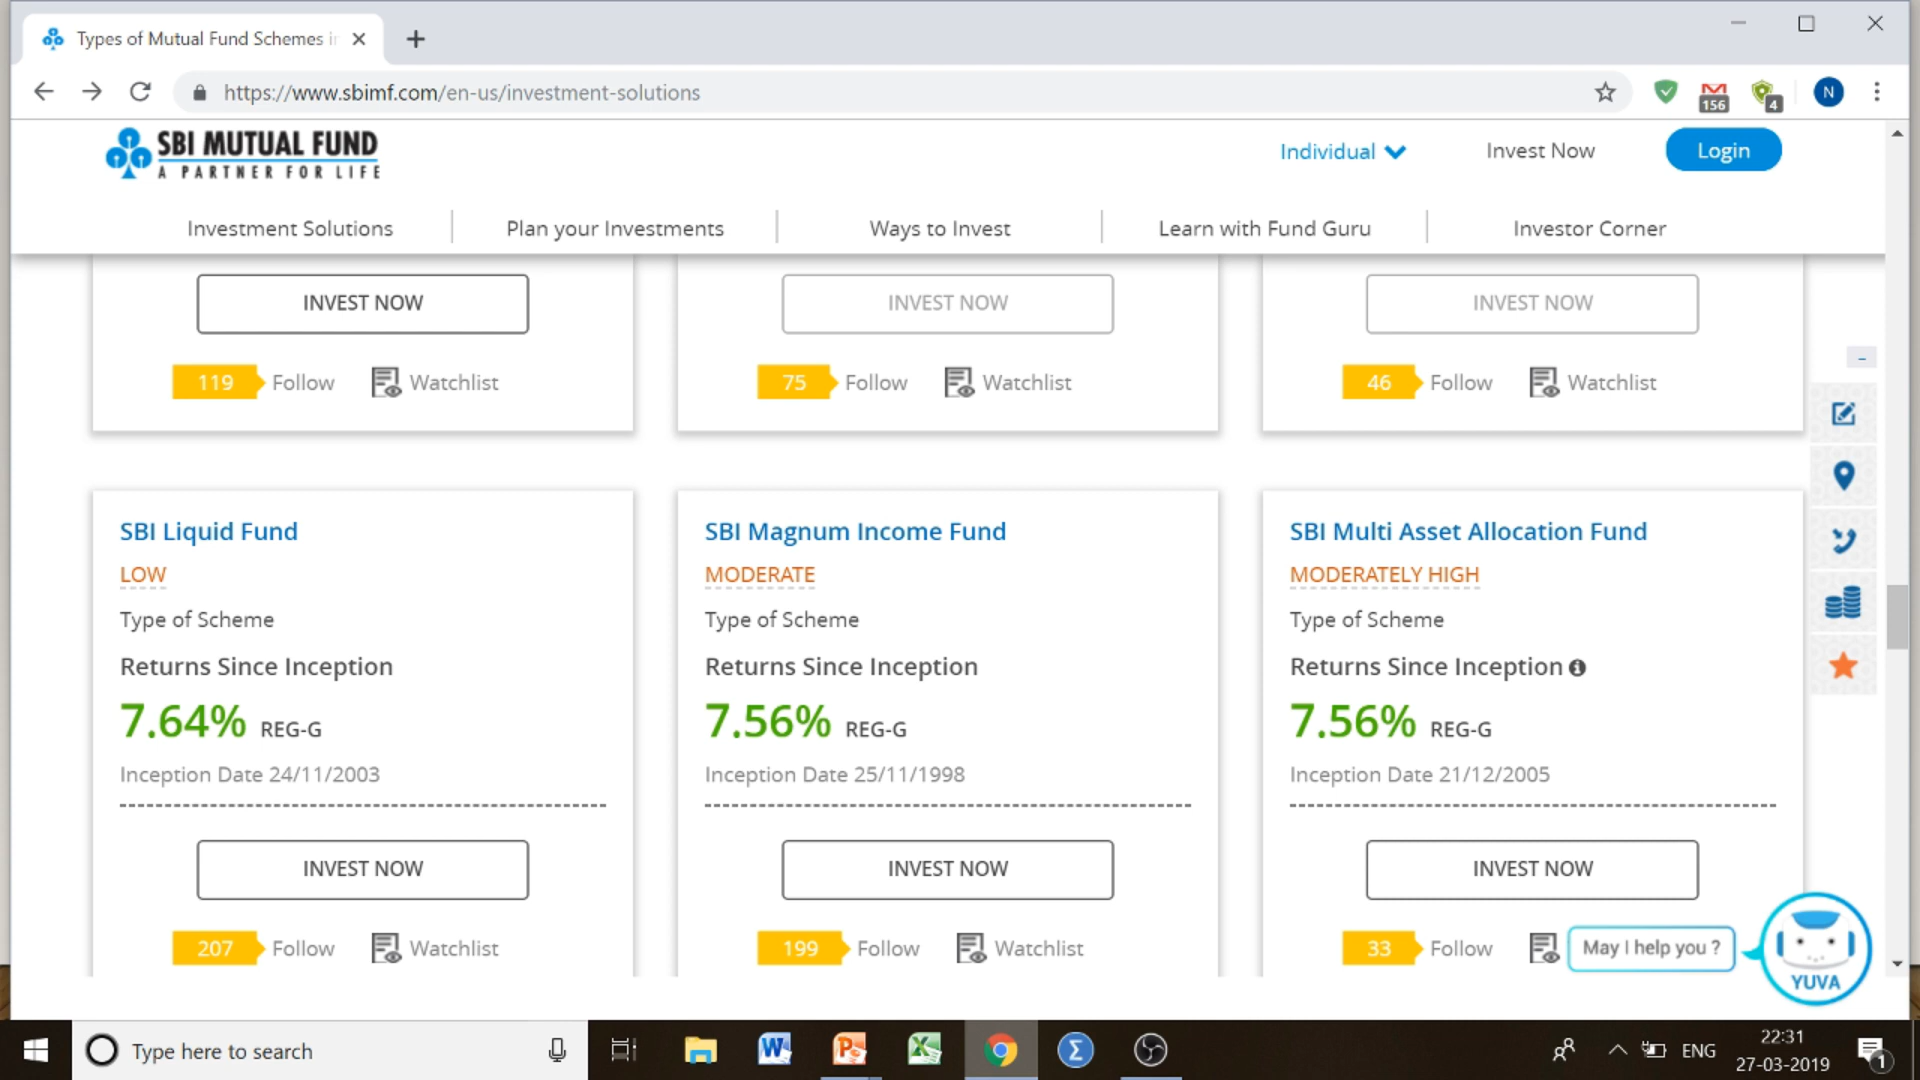 Types of Mutual Fund Schemes i
https://www.sbimf.com/en-us/investment-solutions
156
4
N
SBI MUTUAL FUND
A PARTNER FOR LIFE
Individual
Invest Now
Login
Investment Solutions
Plan your Investments
Ways to Invest
Learn with Fund Guru
Investor Corner
INVEST NOW
INVEST NOW
INVEST NOW
119 Follow Watchlist
75 Follow Watchlist
46 Follow Watchlist
SBI Liquid Fund
LOW
Type of Scheme
Returns Since Inception
7.64% REG-G
Inception Date 24/11/2003
INVEST NOW
207 Follow Watchlist
SBI Magnum Income Fund
MODERATE
Type of Scheme
Returns Since Inception
7.56% REG-G
Inception Date 25/11/1998
INVEST NOW
199 Follow Watchlist
SBI Multi Asset Allocation Fund
MODERATELY HIGH
Type of Scheme
Returns Since Inception
7.56% REG-G
Inception Date 21/12/2005
INVEST NOW
33 Follow
May I help you ?
YUVA
Type here to search
ENG
22:31
27-03-2019
1